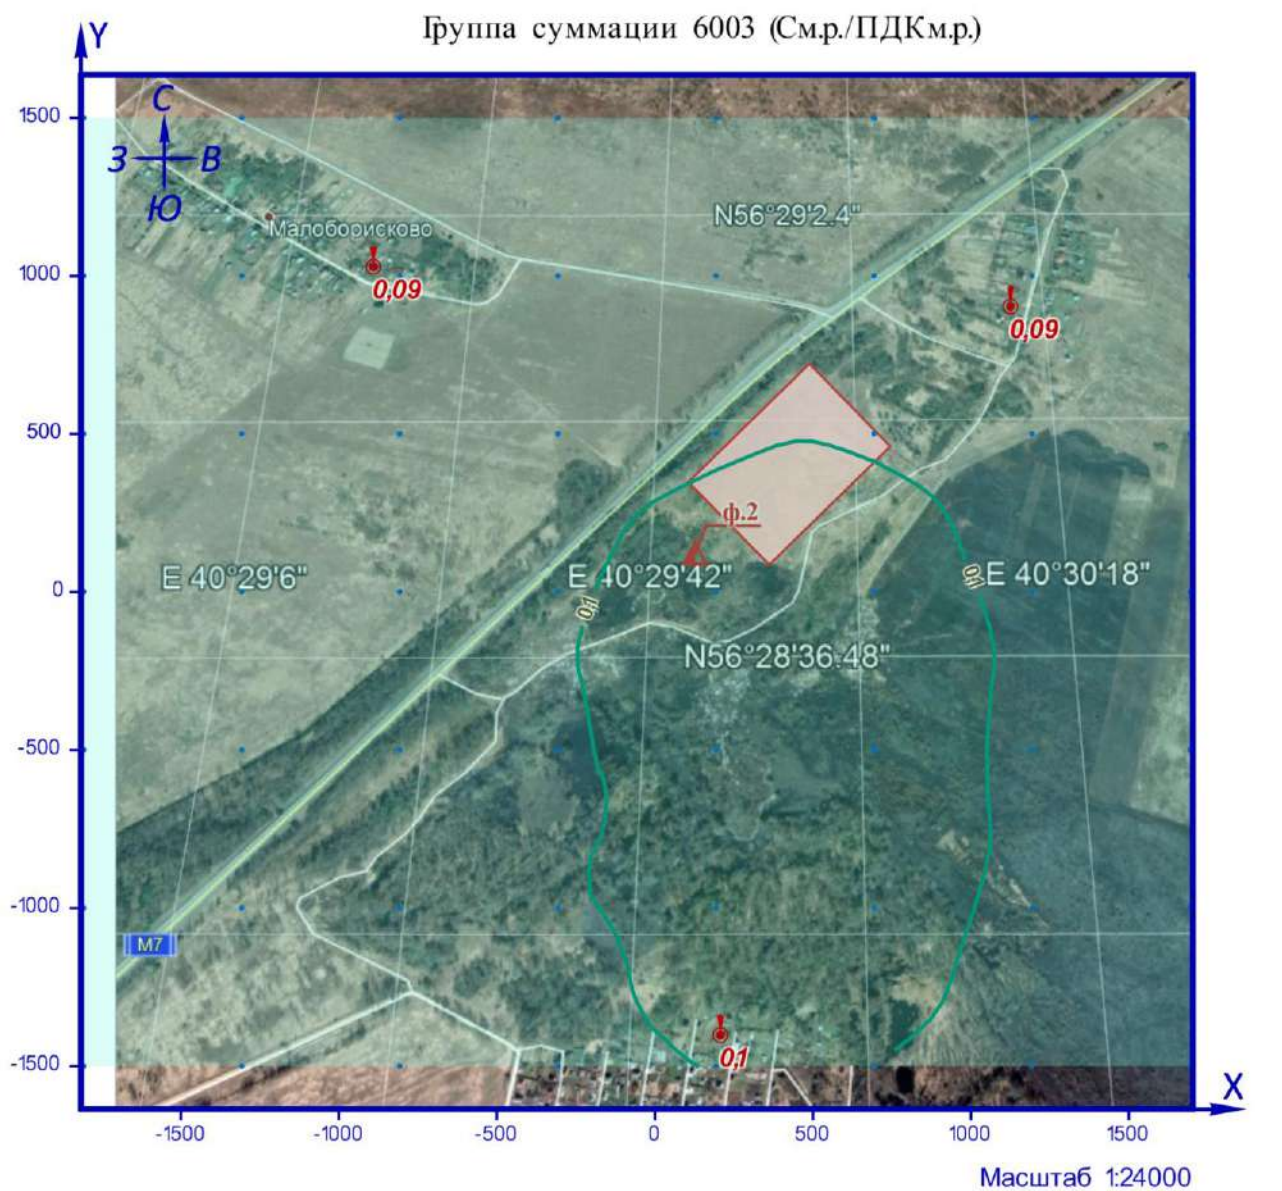 Группа суммации 6003 (См.р./ПДКм.р.)
Y
1500
С
З В
Ю
N56°29'2.4"
Малоборисково
1000
0,09
0,09
500
ф.2
E 40°29'6"
E 40°29'42"
0,1
E 40°30'18"
0
0,1
N56°28'36.48"
-500
-1000
M7
0,1
-1500
X
-1500 -1000 -500 0 500 1000 1500
Масштаб 1:24000